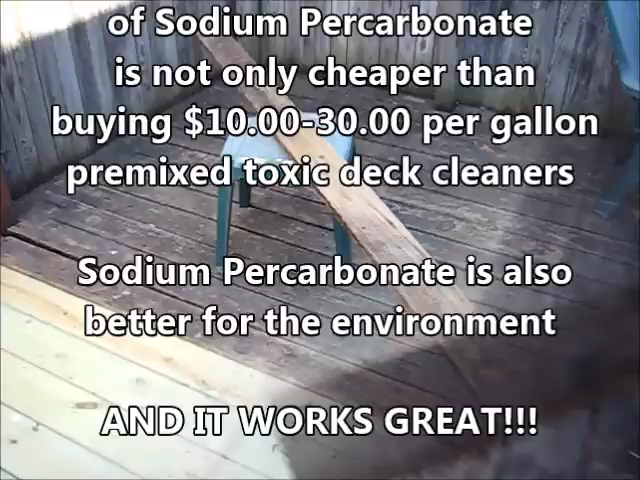 of Sodium Percarbonate
is not only cheaper than
buying $10.00-30.00 per gallon
premixed toxic deck cleaners
Sodium Percarbonate is also
better for the environment
AND IT WORKS GREAT!!!